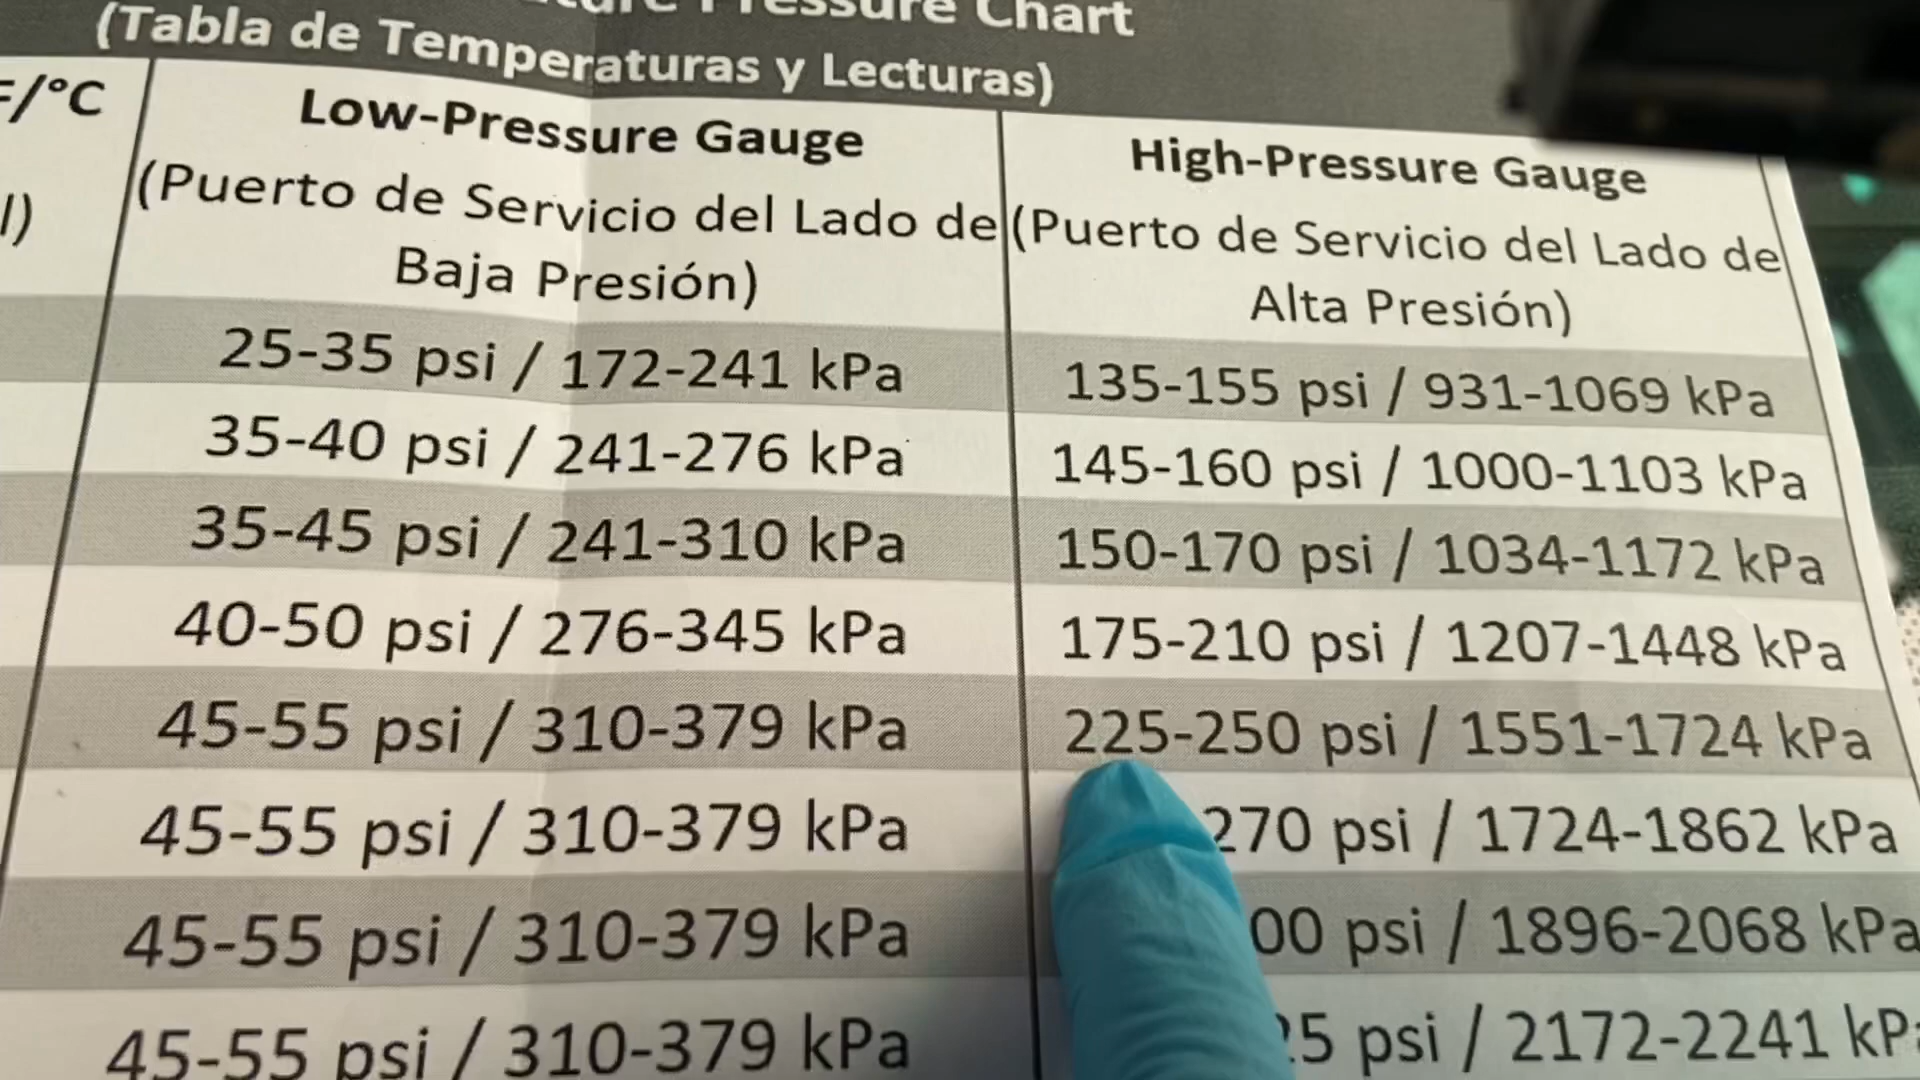 Pressure Chart
(Tabla de Temperaturas y Lecturas)
/°C
Low-Pressure Gauge
High-Pressure Gauge
(Puerto de Servicio del Lado de
Baja Presión)
(Puerto de Servicio del Lado de
Alta Presión)
25-35 psi / 172-241 kPa
135-155 psi / 931-1069 kPa
35-40 psi / 241-276 kPa
145-160 psi / 1000-1103 kPa
35-45 psi / 241-310 kPa
150-170 psi / 1034-1172 kPa
40-50 psi / 276-345 kPa
175-210 psi / 1207-1448 kPa
45-55 psi / 310-379 kPa
225-250 psi / 1551-1724 kPa
45-55 psi / 310-379 kPa
270 psi / 1724-1862 kPa
45-55 psi / 310-379 kPa
00 psi / 1896-2068 kPa
45-55 psi / 310-379 kPa
5 psi / 2172-2241 kP